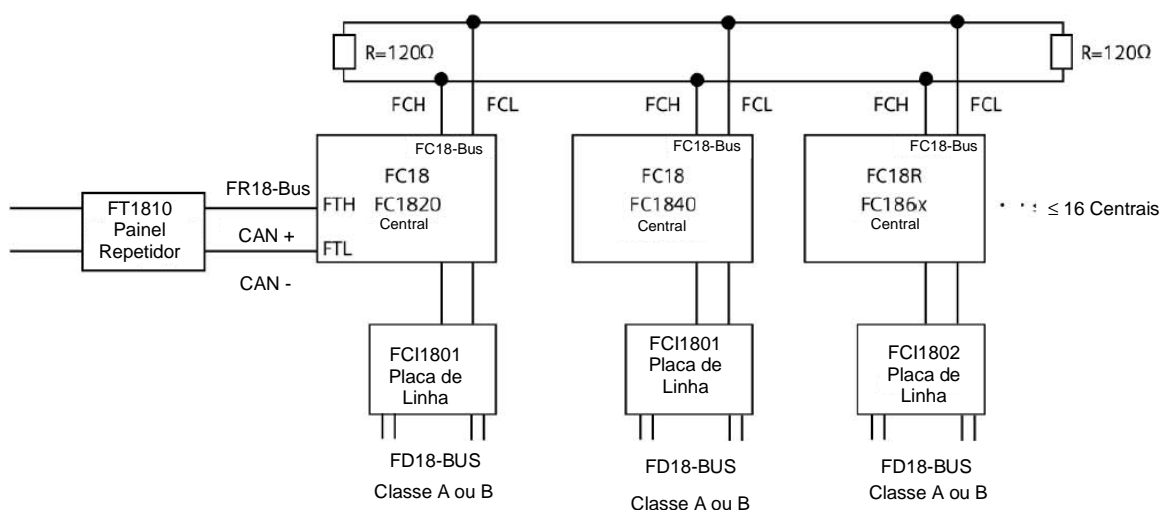 R=120Ω
R=120Ω
FCH
FCL
FCH
FCL
FCH
FCL
FC18-Bus
FC18
FC1820
Central
FTH
FTL
FC18-Bus
FC18
FC1840
Central
FC18-Bus
FC18R
FC186x
Central
≤ 16 Centrais
FR18-Bus
CAN +
CAN -
FT1810
Painel
Repetidor
FCI1801
Placa de
Linha
FCI1801
Placa de
Linha
FCI1802
Placa de
Linha
FD18-BUS
Classe A ou B
FD18-BUS
Classe A ou B
FD18-BUS
Classe A ou B